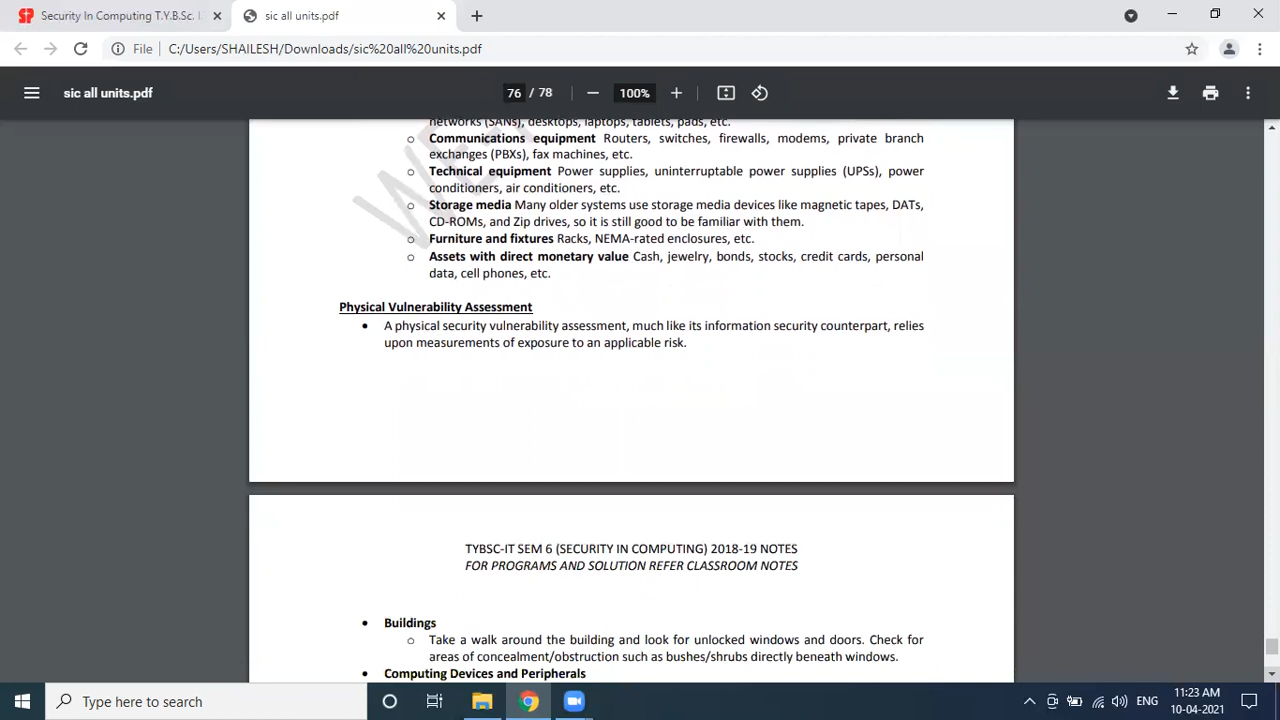 Security In Computing T.Y.B.Sc. I
sic all units.pdf
File
C:/Users/SHAILESH/Downloads/sic%20all%20units.pdf
sic all units.pdf
76 / 78
100%
networks (SANs), desktops, laptops, tablets, pads, etc.
o Communications equipment Routers, switches, firewalls, modems, private branch
exchanges (PBXs), fax machines, etc.
o Technical equipment Power supplies, uninterruptable power supplies (UPSs), power
conditioners, air conditioners, etc.
o Storage media Many older systems use storage media devices like magnetic tapes, DATs,
CD-ROMs, and Zip drives, so it is still good to be familiar with them.
o Furniture and fixtures Racks, NEMA-rated enclosures, etc.
o Assets with direct monetary value Cash, jewelry, bonds, stocks, credit cards, personal
data, cell phones, etc.
Physical Vulnerability Assessment
• A physical security vulnerability assessment, much like its information security counterpart, relies
upon measurements of exposure to an applicable risk.
TYBSC-IT SEM 6 (SECURITY IN COMPUTING) 2018-19 NOTES
FOR PROGRAMS AND SOLUTION REFER CLASSROOM NOTES
• Buildings
o Take a walk around the building and look for unlocked windows and doors. Check for
areas of concealment/obstruction such as bushes/shrubs directly beneath windows.
• Computing Devices and Peripherals
Type here to search
ENG
11:23 AM
10-04-2021